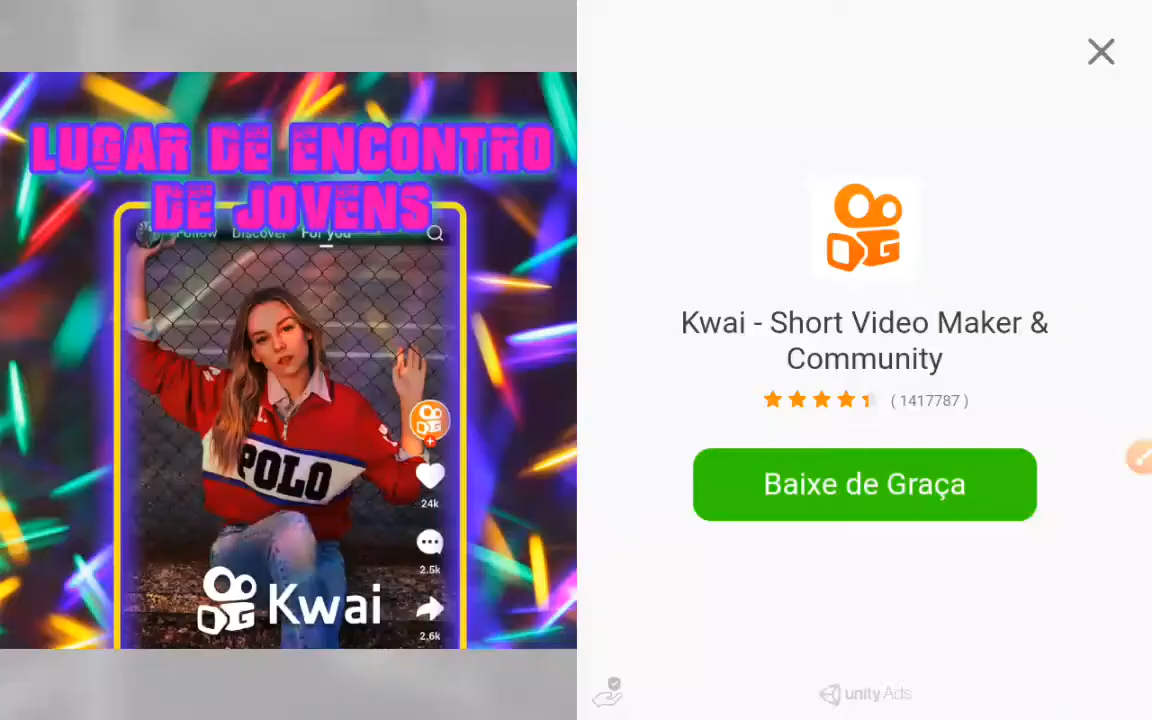 LUGAR DE ENCONTRO
DE JOVENS
Follow Discover For you
POLO
24k
2.5k
2.6k
Kwai
Kwai - Short Video Maker &
Community
( 1417787 )
Baixe de Graça
unity Ads